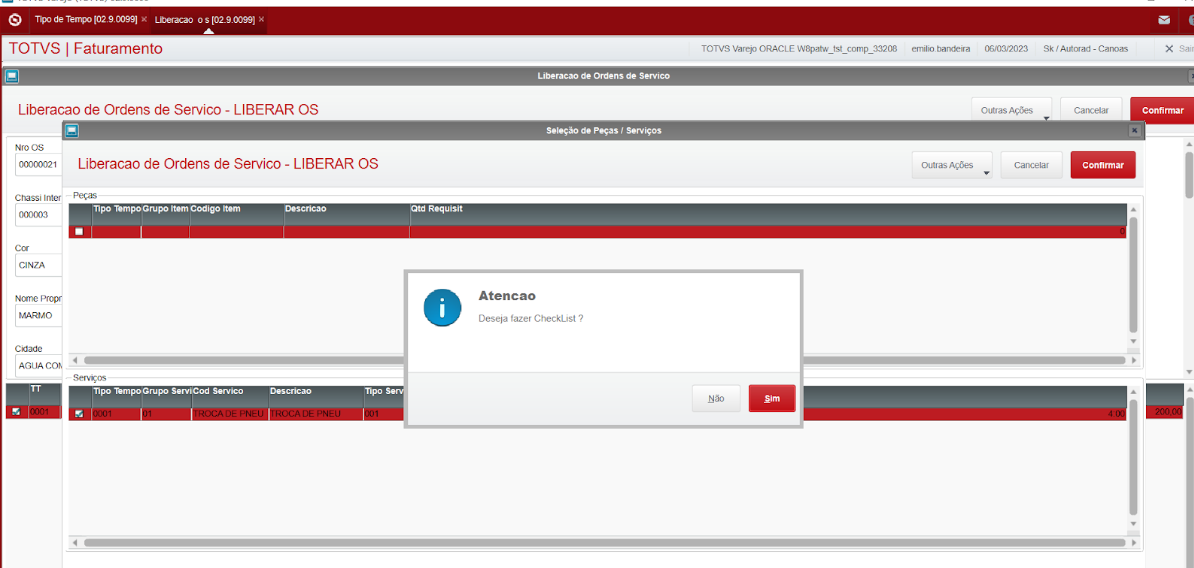 Tipo de Tempo [02.9.0099] × Liberacao o s [02.9.0099] ×
TOTVS | Faturamento
TOTVS Varejo ORACLE W8patw_tst_comp_33208 emilio.bandeira 06/03/2023 Sk / Autorad - Canoas Sai
Liberacao de Ordens de Servico
Liberacao de Ordens de Servico - LIBERAR OS
Outras Ações Cancelar Confirmar
Seleção de Peças / Serviços
Nro OS
00000021
Liberacao de Ordens de Servico - LIBERAR OS
Outras Ações Cancelar Confirmar
Chassi Inter
000003
Peças
Tipo Tempo Grupo Item Codigo Item Descricao Qtd Requisit
0
Cor
CINZA
Nome Propr
MARMO
Atencao
Deseja fazer CheckList ?
Cidade
AGUA COM
Não Sim
Serviços
TT
Tipo Tempo Grupo Servi Cod Servico Descricao Tipo Serv
0001
0001 01 TROCA DE PNEU TROCA DE PNEU 001 4:00
200,00